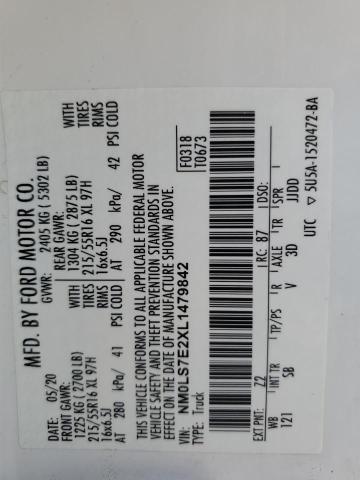 MFD. BY FORD MOTOR CO.
DATE: 05/20 GVWR: 2405 KG ( 5302 LB)
FRONT GAWR: REAR GAWR:
1225 KG ( 2700 LB) WITH 1304 KG ( 2875 LB) WITH
215/55R16 XL 97H TIRES 215/55R16 XL 97H TIRES
16x6.5J RIMS 16x6.5J RIMS
AT 280 kPa/ 41 PSI COLD AT 290 kPa/ 42 PSI COLD
THIS VEHICLE CONFORMS TO ALL APPLICABLE FEDERAL MOTOR
VEHICLE SAFETY AND THEFT PREVENTION STANDARDS IN
EFFECT ON THE DATE OF MANUFACTURE SHOWN ABOVE.
VIN: NM0LS7E2XL1479842
TYPE: Truck
F0318
T0673
EXT PNT: Z2 RC: 87 DSO:
WB INT TR TP/PS R AXLE TR SPR
121 SB V 3D JJDD
UTC ▽ 5U5A-1520472-BA